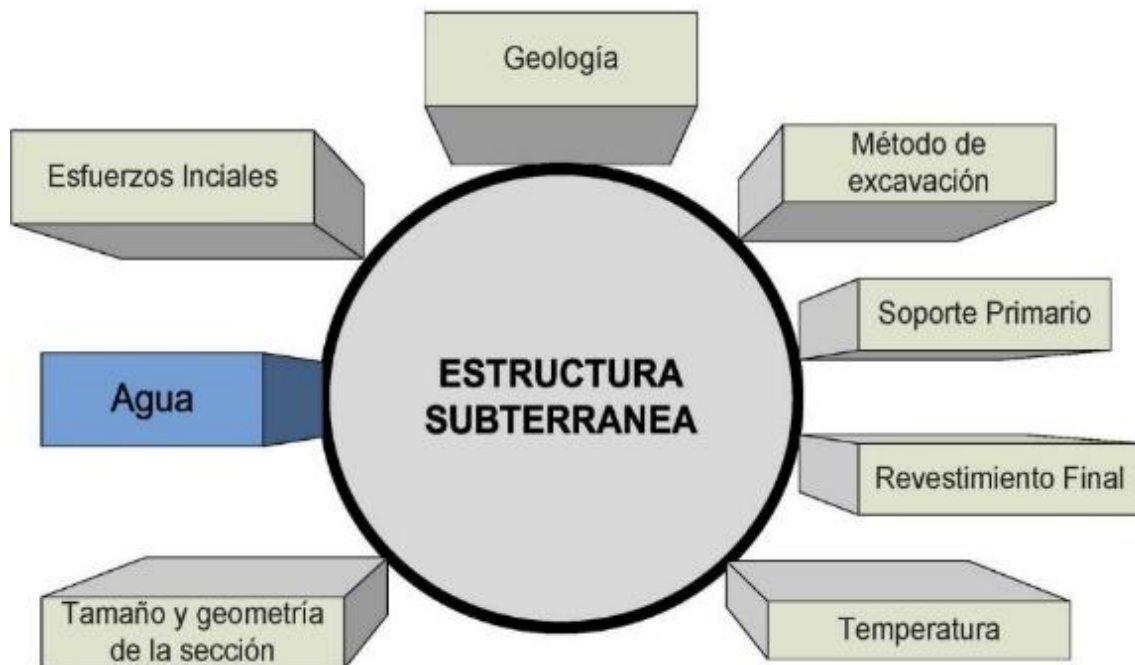 Geología
Esfuerzos Inciales
Método de
excavación
Soporte Primario
ESTRUCTURA
SUBTERRANEA
Agua
Revestimiento Final
Tamaño y geometría
de la sección
Temperatura